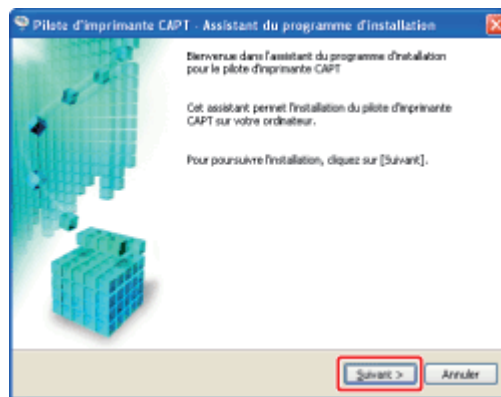 Pilote d'imprimante CAPT - Assistant du programme d'installation
Bienvenue dans l'assistant du programme d'installation
pour le pilote d'imprimante CAPT
Cet assistant permet l'installation du pilote d'imprimante
CAPT sur votre ordinateur.
Pour poursuivre l'installation, cliquez sur [Suivant].
Suivant >
Annuler